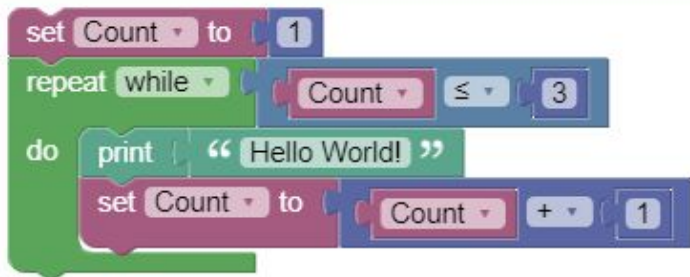 set Count to 1
repeat while Count ≤ 3
do print “ Hello World! ”
set Count to Count + 1